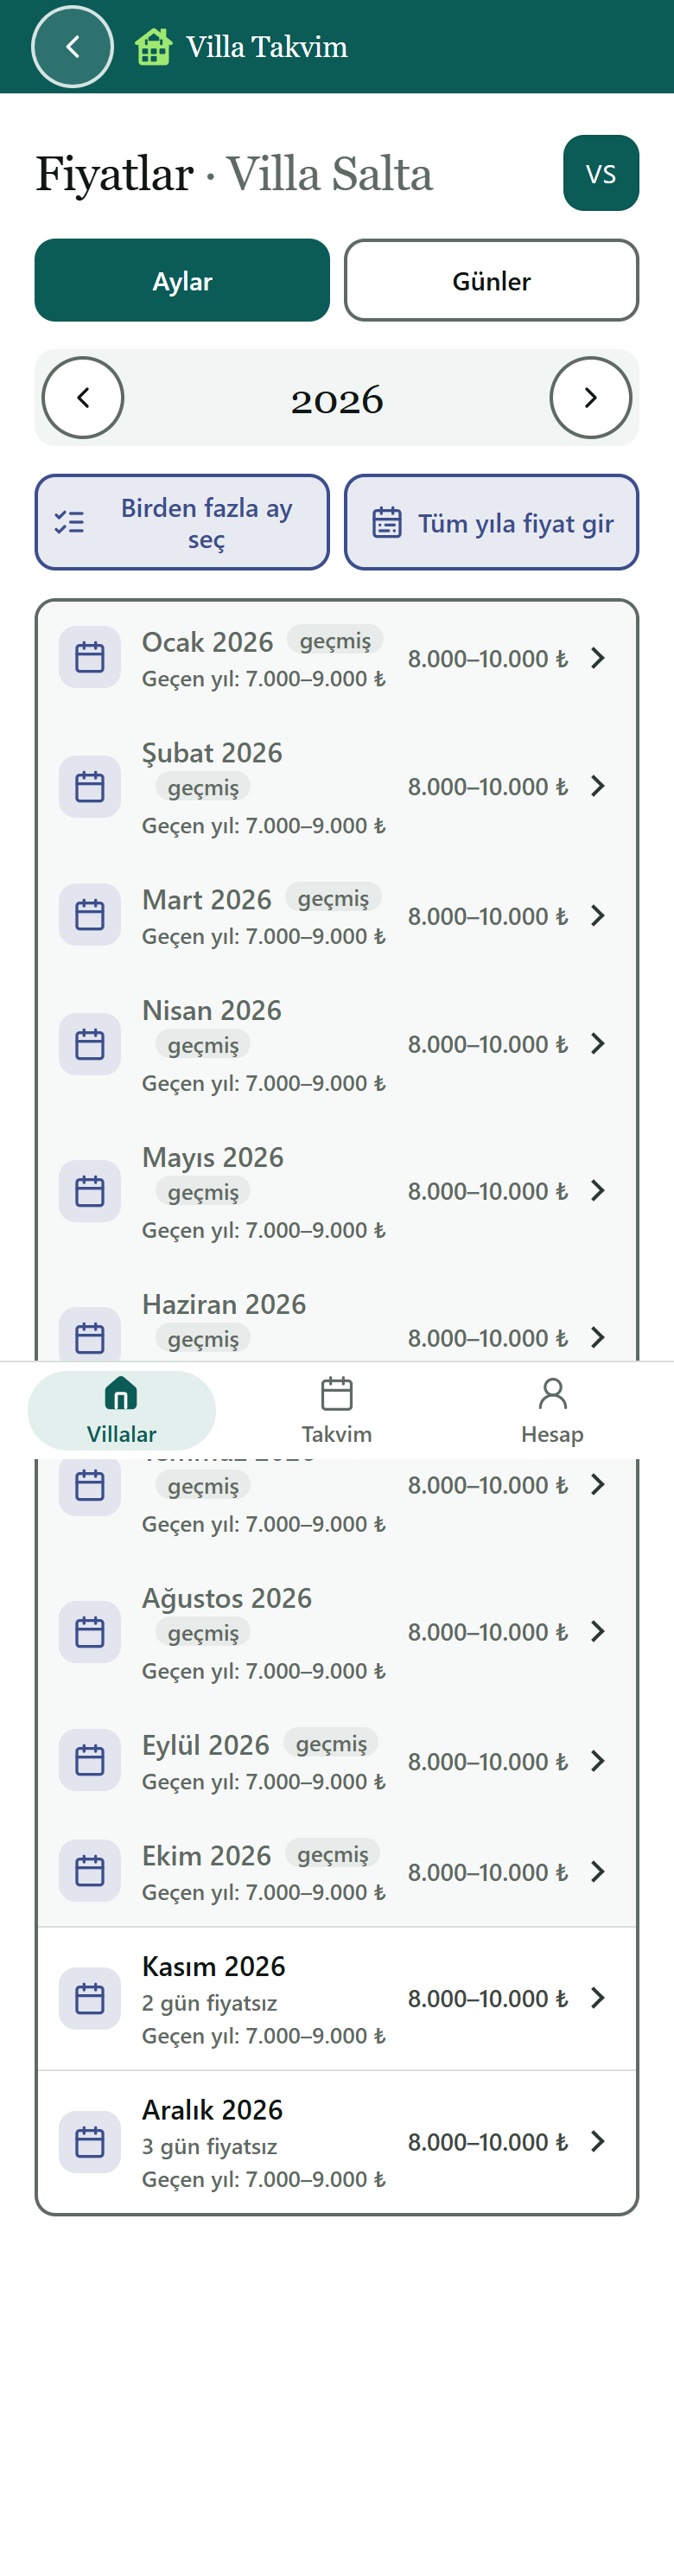 Villa Takvim
Fiyatlar · Villa Salta
VS
Aylar
Günler
2026
Birden fazla ay
seç
Tüm yıla fiyat gir
Ocak 2026 geçmiş
Geçen yıl: 7.000–9.000 ₺
8.000–10.000 ₺
Şubat 2026
geçmiş
Geçen yıl: 7.000–9.000 ₺
8.000–10.000 ₺
Mart 2026 geçmiş
Geçen yıl: 7.000–9.000 ₺
8.000–10.000 ₺
Nisan 2026
geçmiş
Geçen yıl: 7.000–9.000 ₺
8.000–10.000 ₺
Mayıs 2026
geçmiş
Geçen yıl: 7.000–9.000 ₺
8.000–10.000 ₺
Haziran 2026
geçmiş
8.000–10.000 ₺
Villalar
Takvim
Hesap
geçmiş
Geçen yıl: 7.000–9.000 ₺
8.000–10.000 ₺
Ağustos 2026
geçmiş
Geçen yıl: 7.000–9.000 ₺
8.000–10.000 ₺
Eylül 2026 geçmiş
Geçen yıl: 7.000–9.000 ₺
8.000–10.000 ₺
Ekim 2026 geçmiş
Geçen yıl: 7.000–9.000 ₺
8.000–10.000 ₺
Kasım 2026
2 gün fiyatsız
Geçen yıl: 7.000–9.000 ₺
8.000–10.000 ₺
Aralık 2026
3 gün fiyatsız
Geçen yıl: 7.000–9.000 ₺
8.000–10.000 ₺